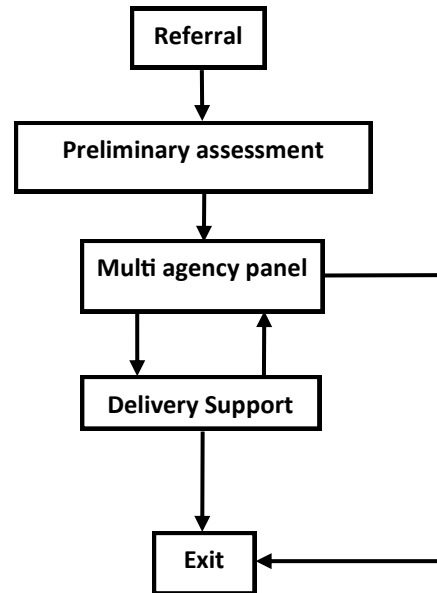 Referral
Preliminary assessment
Multi agency panel
Delivery Support
Exit